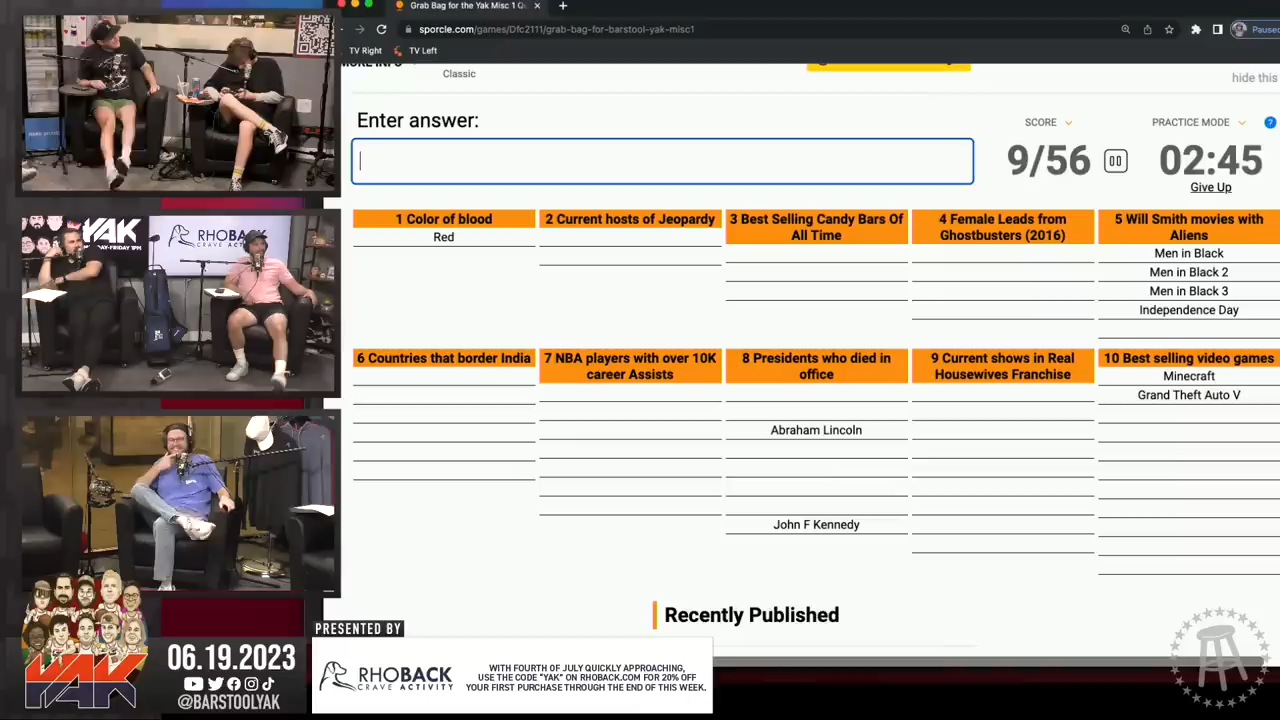 Grab Bag for the Yak Misc 1 Qu
sporcle.com/games/Dfc2111/grab-bag-for-barstool-yak-misc1
Paused
TV Right
TV Left
MORE INFO
Classic
hide this
Enter answer:
SCORE
PRACTICE MODE
?
9/56
02:45
Give Up
1 Color of blood
Red
2 Current hosts of Jeopardy
3 Best Selling Candy Bars Of
All Time
4 Female Leads from
Ghostbusters (2016)
5 Will Smith movies with
Aliens
Men in Black
Men in Black 2
Men in Black 3
Independence Day
6 Countries that border India
7 NBA players with over 10K
career Assists
8 Presidents who died in
office
Abraham Lincoln
John F Kennedy
9 Current shows in Real
Housewives Franchise
10 Best selling video games
Minecraft
Grand Theft Auto V
Recently Published
YAK
AY-FRIDAY 1PM
RHOBACK
CRAVE ACTIVITY
PRESENTED BY
YAK
06.19.2023
@BARSTOOLYAK
RHOBACK
CRAVE ACTIVITY
WITH FOURTH OF JULY QUICKLY APPROACHING,
USE THE CODE "YAK" ON RHOBACK.COM FOR 20% OFF
YOUR FIRST PURCHASE THROUGH THE END OF THIS WEEK.